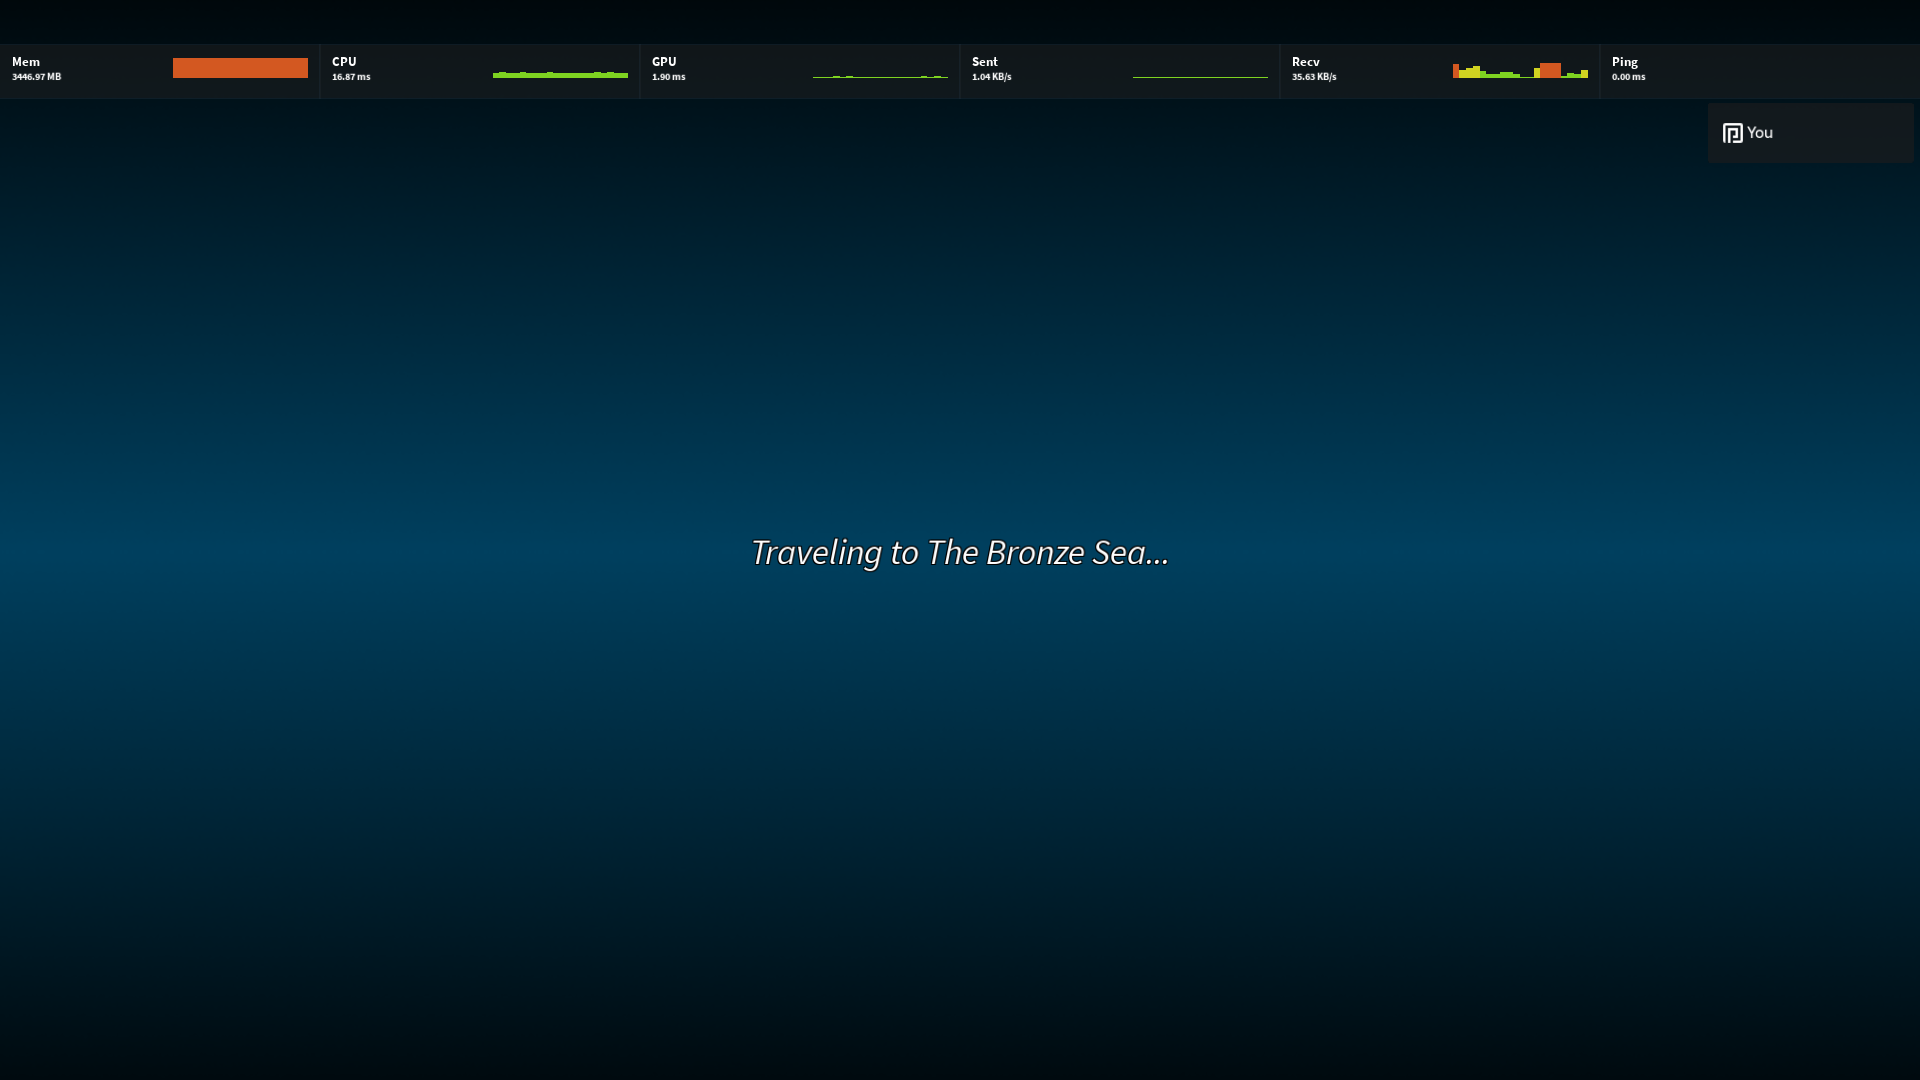 Mem
3446.97 MB
CPU
16.87 ms
GPU
1.90 ms
Sent
1.04 KB/s
Recv
35.63 KB/s
Ping
0.00 ms
You
Traveling to The Bronze Sea...